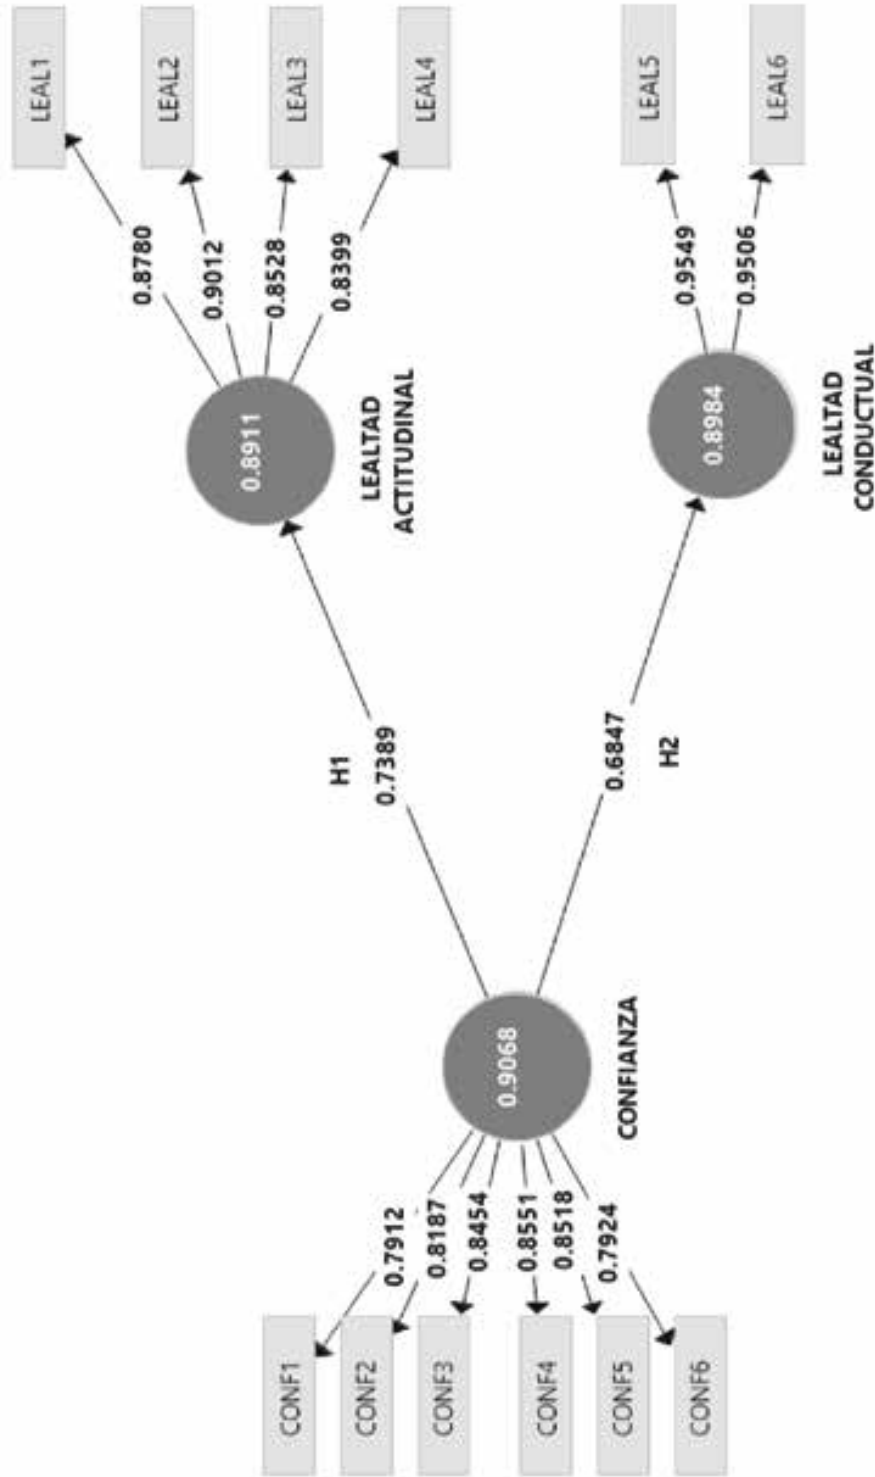 CONF1
CONF2
CONF3
CONF4
CONF5
CONF6
0.7912
0.8187
0.8454
0.8551
0.8518
0.7924
0.9068
CONFIANZA
H1
0.7389
0.6847
H2
0.8911
LEALTAD
ACTITUDINAL
0.8780
0.9012
0.8528
0.8399
LEAL1
LEAL2
LEAL3
LEAL4
0.8984
LEALTAD
CONDUCTUAL
0.9549
0.9506
LEAL5
LEAL6